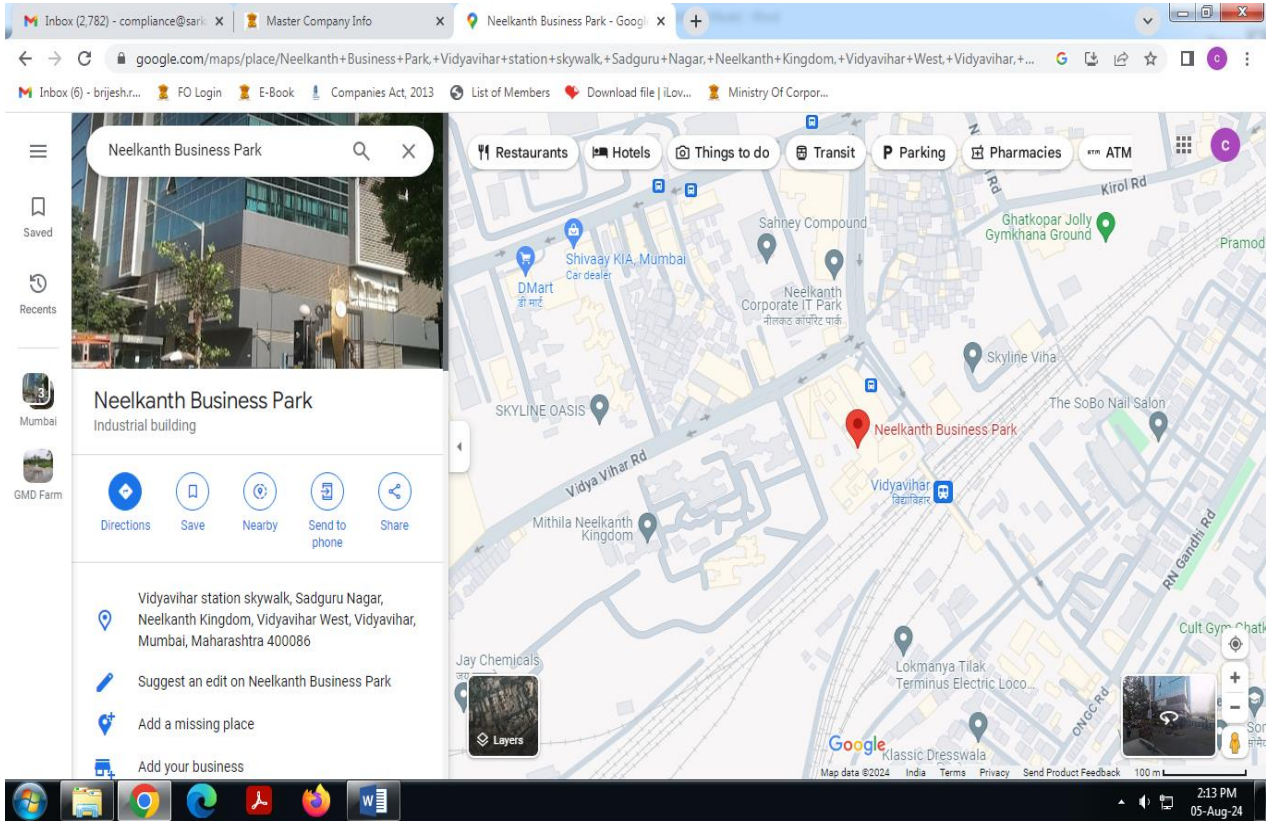 Inbox (2,782) - compliance@sark
Master Company Info
Neelkanth Business Park - Googl
google.com/maps/place/Neelkanth+Business+Park,+Vidyavihar+station+skywalk,+Sadguru+Nagar,+Neelkanth+Kingdom,+Vidyavihar+West,+Vidyavihar,+...
G
C
Inbox (6) - brijesh.r...
FO Login
E-Book
Companies Act, 2013
List of Members
Download file | iLov...
Ministry Of Corpor...
Neelkanth Business Park
Saved
Recents
3
Mumbai
GMD Farm
Neelkanth Business Park
Industrial building
Directions
Save
Nearby
Send to
phone
Share
Vidyavihar station skywalk, Sadguru Nagar,
Neelkanth Kingdom, Vidyavihar West, Vidyavihar,
Mumbai, Maharashtra 400086
Suggest an edit on Neelkanth Business Park
Add a missing place
Add your business
Restaurants
Hotels
Things to do
Transit
P Parking
Pharmacies
ATM
C
Kirol Rd
Sahney Compound
Ghatkopar Jolly
Gymkhana Ground
Pramod
Shivaay KIA, Mumbai
Car dealer
DMart
डी मार्ट
Neelkanth
Corporate IT Park
नीलकंठ कॉर्पोरेट पार्क
Skyline Viha
SKYLINE OASIS
The SoBo Nail Salon
Neelkanth Business Park
Vidya Vihar Rd
Vidyavihar
विद्याविहार
Mithila Neelkanth
Kingdom
RN Gandhi Rd
Cult Gym Chatk
Jay Chemicals
Lokmanya Tilak
Terminus Electric Loco...
ONGC Rd
Layers
Google
Klassic Dresswala
Map data ©2024 India Terms Privacy Send Product Feedback 100 m
2:13 PM
05-Aug-24